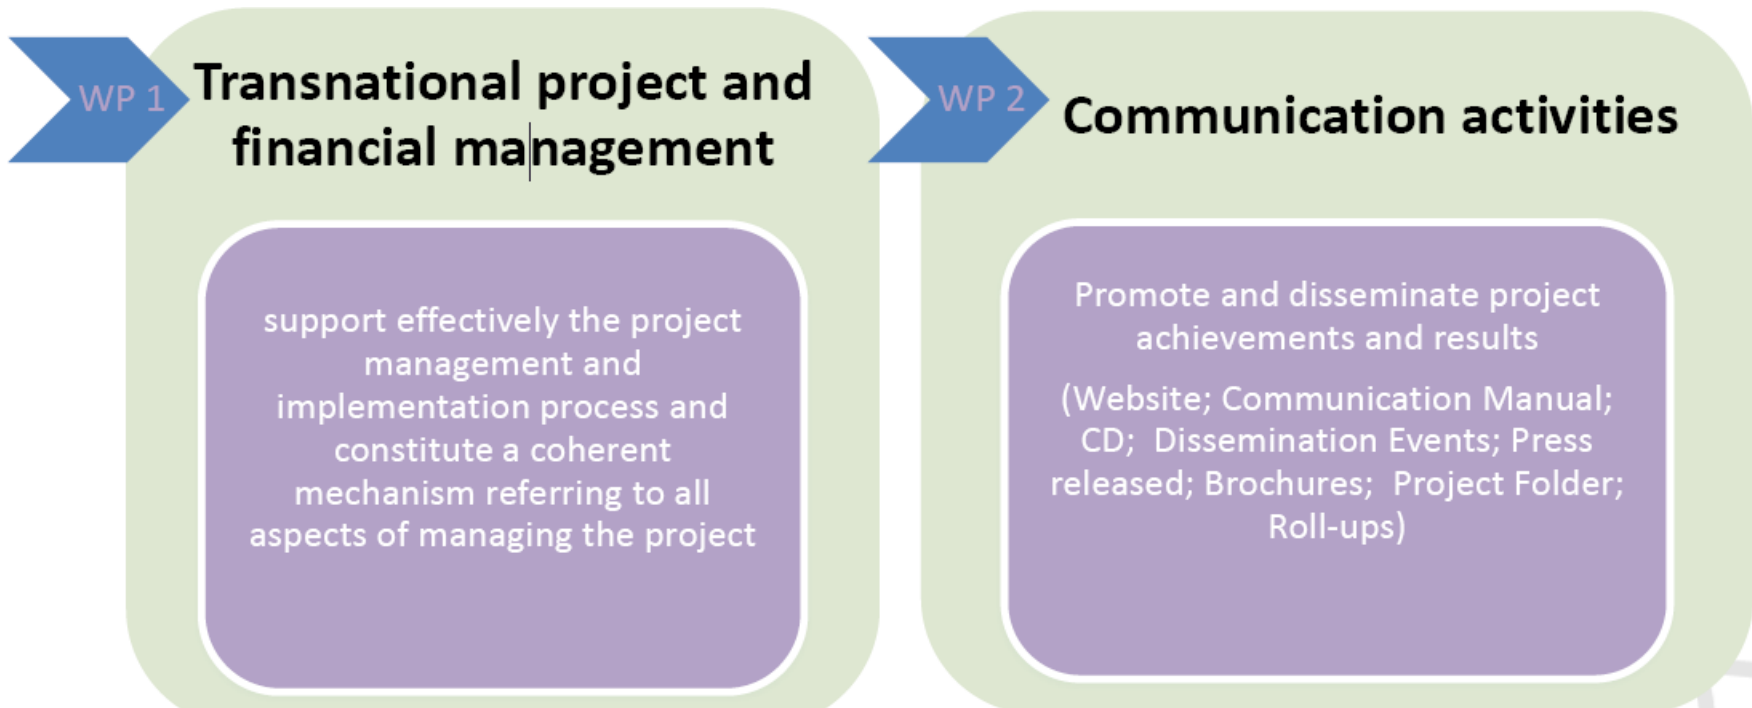 WP 1
Transnational project and
financial management
support effectively the project
management and
implementation process and
constitute a coherent
mechanism referring to all
aspects of managing the project
WP 2
Communication activities
Promote and disseminate project
achievements and results
(Website; Communication Manual;
CD;  Dissemination Events; Press
released; Brochures;  Project Folder;
Roll-ups)